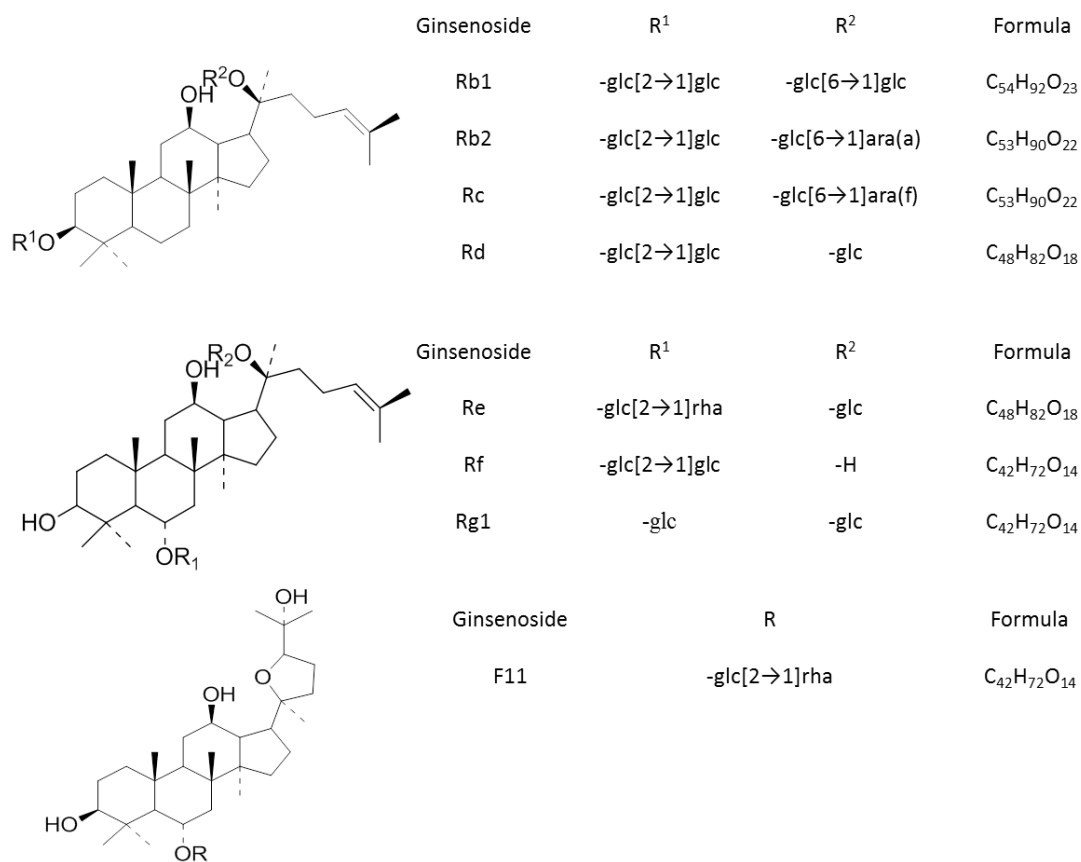 Ginsenoside R¹ R² Formula
Rb1 -glc[2→1]glc -glc[6→1]glc C₅₄H₉₂O₂₃
Rb2 -glc[2→1]glc -glc[6→1]ara(a) C₅₃H₉₀O₂₂
Rc -glc[2→1]glc -glc[6→1]ara(f) C₅₃H₉₀O₂₂
Rd -glc[2→1]glc -glc C₄₈H₈₂O₁₈
R²O
OH
R¹O
Ginsenoside R¹ R² Formula
Re -glc[2→1]rha -glc C₄₈H₈₂O₁₈
Rf -glc[2→1]glc -H C₄₂H₇₂O₁₄
Rg1 -glc -glc C₄₂H₇₂O₁₄
R₂O
OH
HO
OR₁
Ginsenoside R Formula
F11 -glc[2→1]rha C₄₂H₇₂O₁₄
OH
O
OH
HO
OR